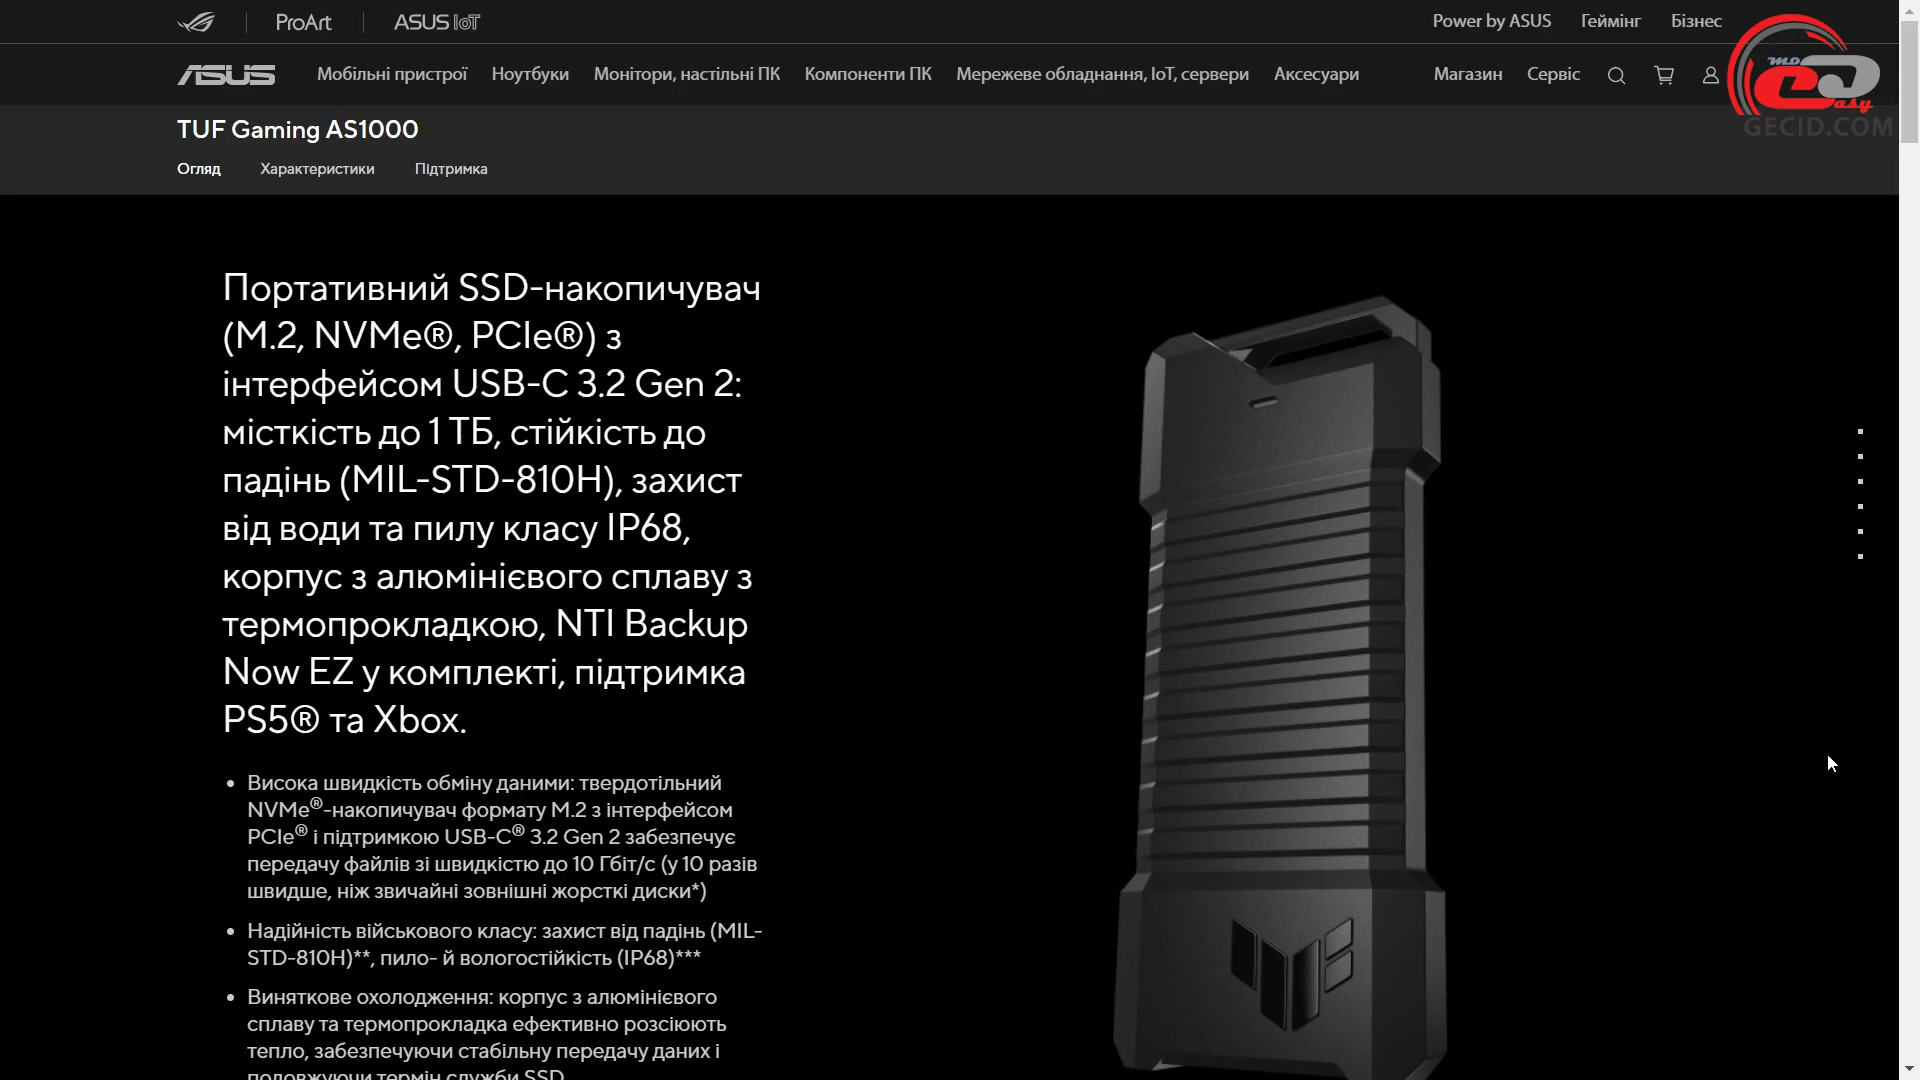 ProArt
ASUS IoT
Power by ASUS
Геймінг
Бізнес
ASUS
Мобільні пристрої
Ноутбуки
Монітори, настільні ПК
Компоненти ПК
Мережеве обладнання, IoT, сервери
Аксесуари
Магазин
Сервіс
GECID.COM
TUF Gaming AS1000
Огляд
Характеристики
Підтримка
Портативний SSD-накопичувач
(M.2, NVMe®, PCIe®) з
інтерфейсом USB-C 3.2 Gen 2:
місткість до 1 ТБ, стійкість до
падінь (MIL-STD-810H), захист
від води та пилу класу IP68,
корпус з алюмінієвого сплаву з
термопрокладкою, NTI Backup
Now EZ у комплекті, підтримка
PS5® та Xbox.
• Висока швидкість обміну даними: твердотільний
NVMe®-накопичувач формату M.2 з інтерфейсом
PCIe® і підтримкою USB-C® 3.2 Gen 2 забезпечує
передачу файлів зі швидкістю до 10 Гбіт/с (у 10 разів
швидше, ніж звичайні зовнішні жорсткі диски*)
• Надійність військового класу: захист від падінь (MIL-
STD-810H)**, пило- й вологостійкість (IP68)***
• Виняткове охолодження: корпус з алюмінієвого
сплаву та термопрокладка ефективно розсіюють
тепло, забезпечуючи стабільну передачу даних і
подовжуючи термін служби SSD